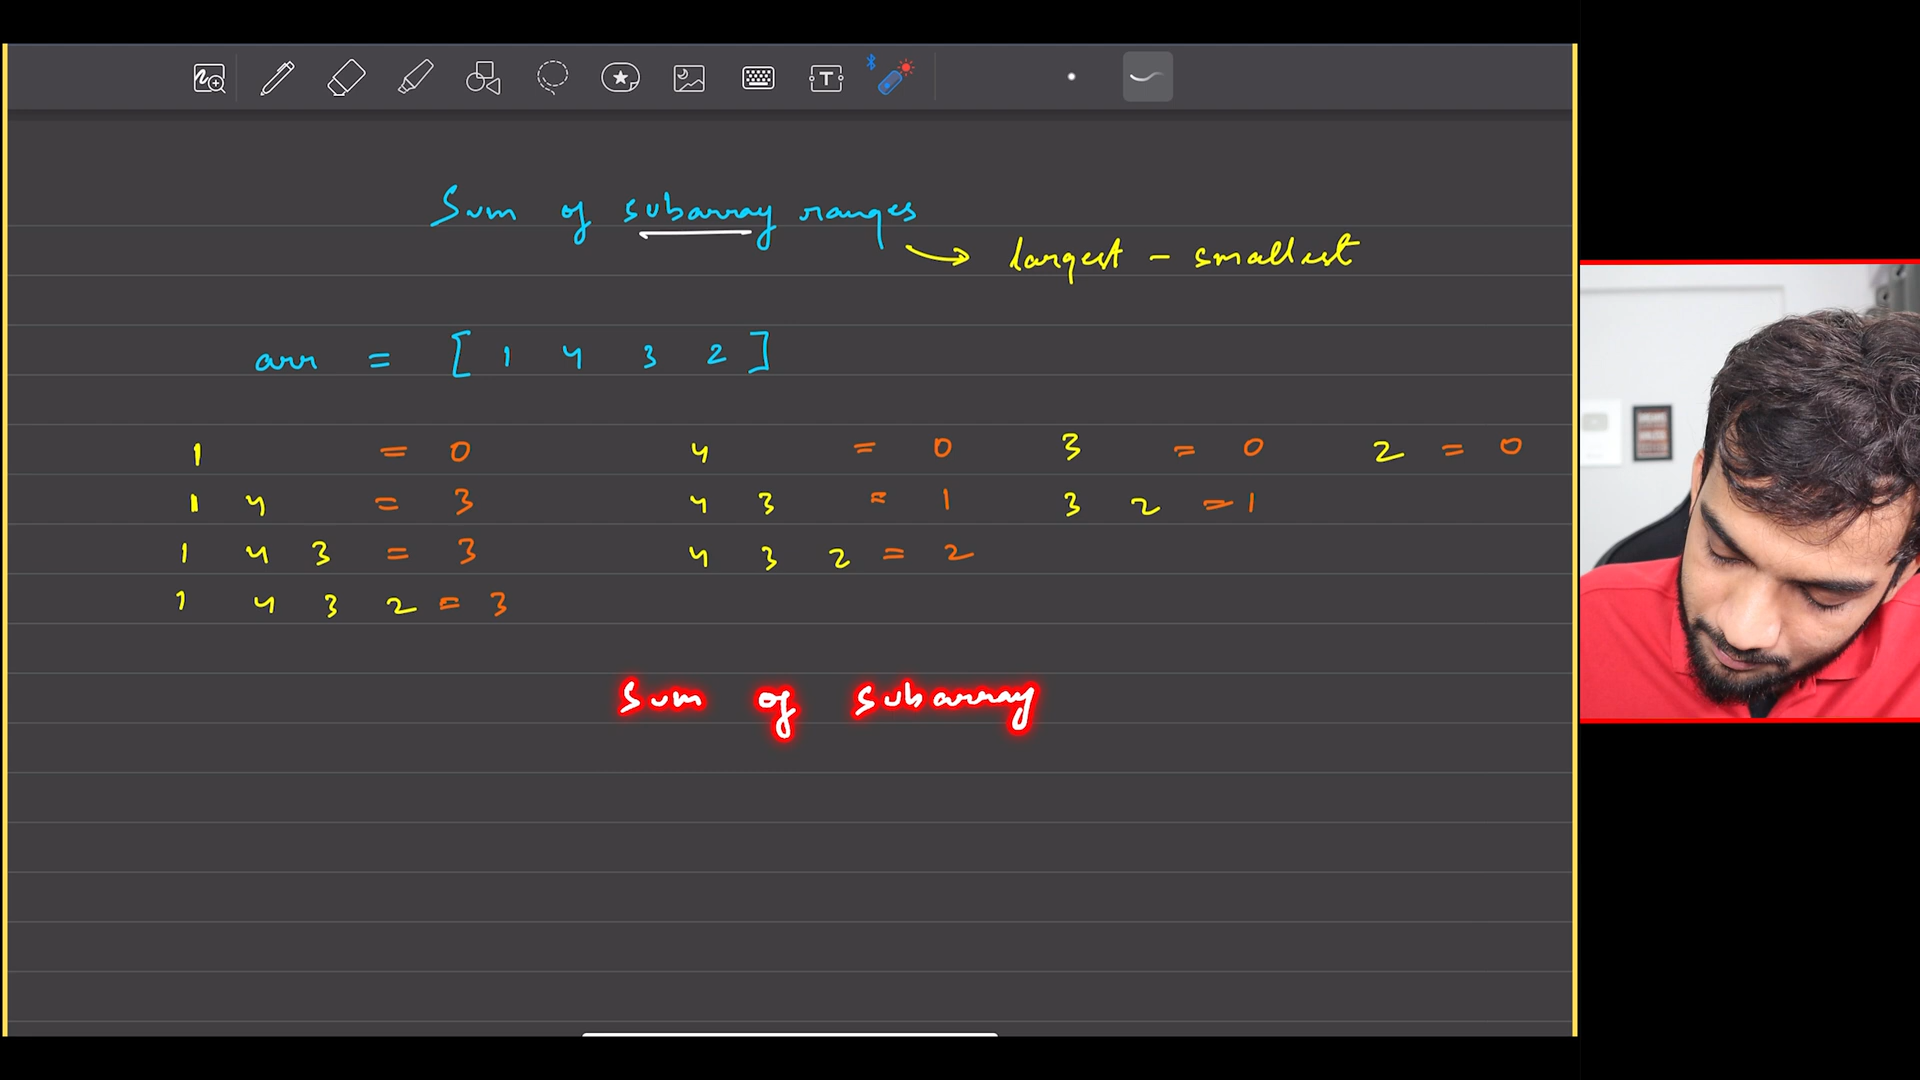 Sum of subarray ranges
largest - smallest
arr = [ 1 4 3 2 ]
1 = 0 4 = 0 3 = 0 2 = 0
1 4 = 3 4 3 = 1 3 2 = 1
1 4 3 = 3 4 3 2 = 2
1 4 3 2 = 3
Sum of subarray